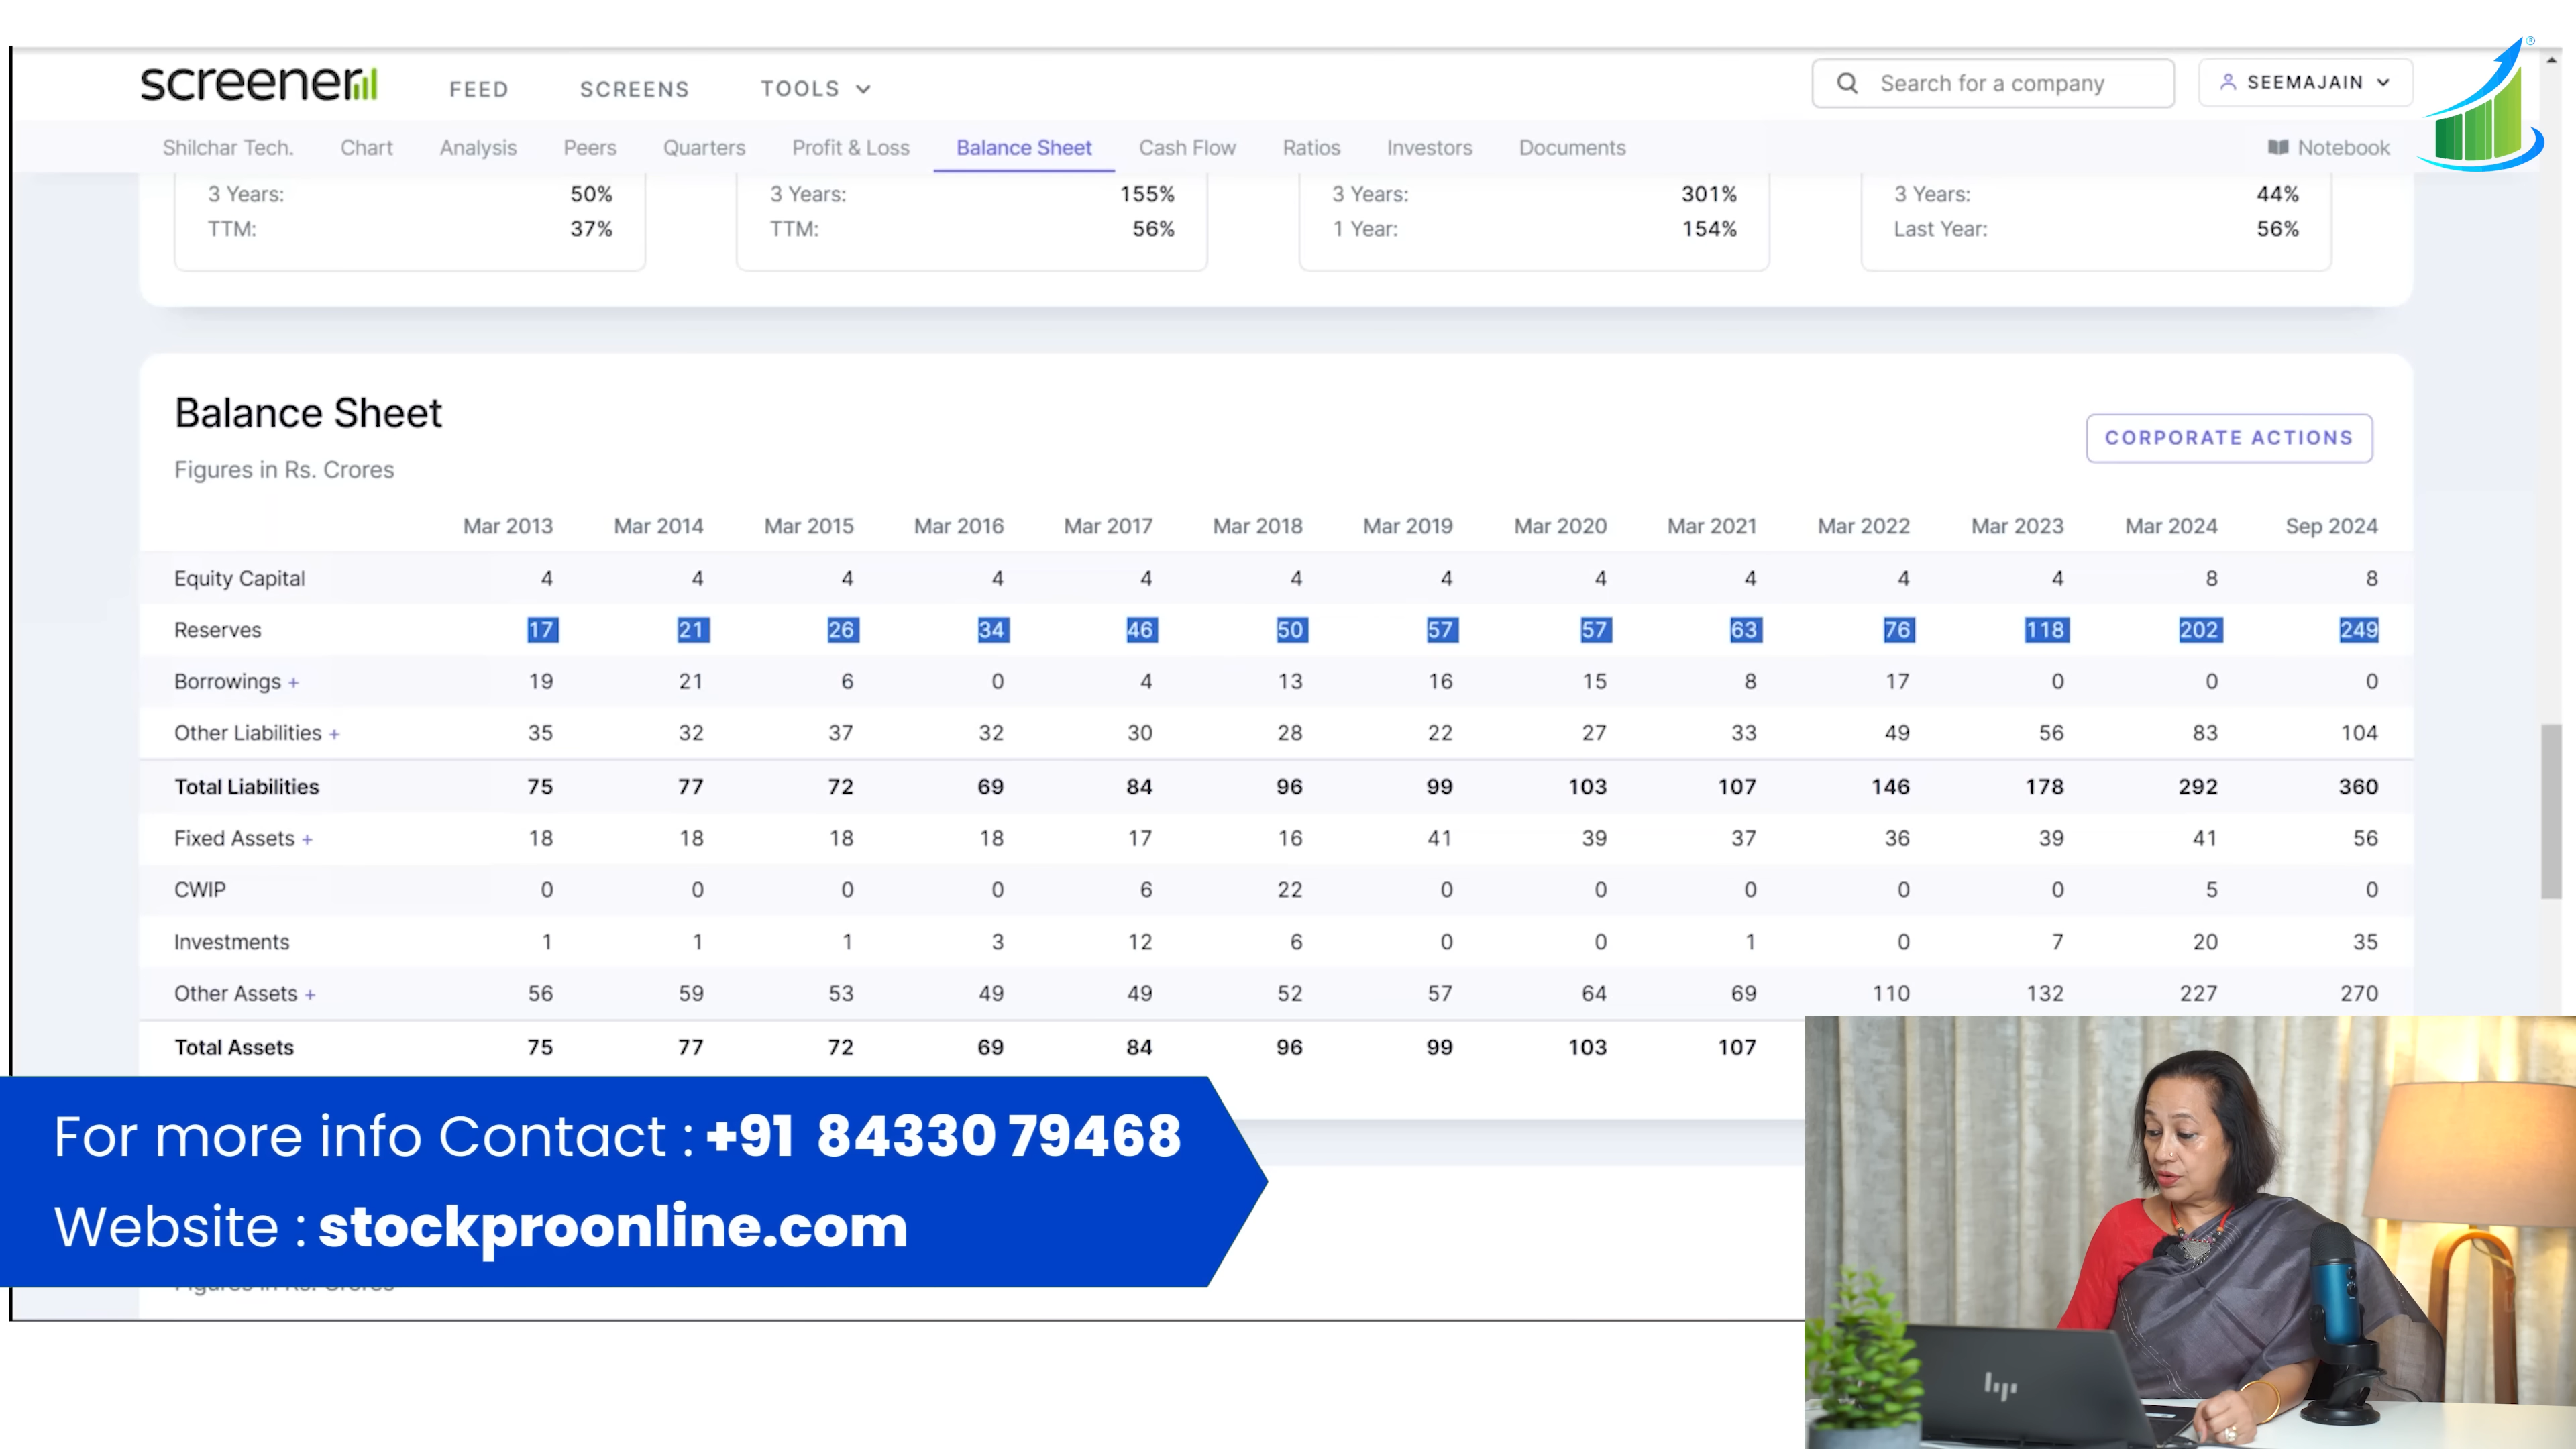 screener FEED SCREENS TOOLS Search for a company SEEMAJAIN ®
Shilchar Tech. Chart Analysis Peers Quarters Profit & Loss Balance Sheet Cash Flow Ratios Investors Documents Notebook
3 Years: 50% 3 Years: 155% 3 Years: 301% 3 Years: 44%
TTM: 37% TTM: 56% 1 Year: 154% Last Year: 56%
Balance Sheet
CORPORATE ACTIONS
Figures in Rs. Crores
Mar 2013 Mar 2014 Mar 2015 Mar 2016 Mar 2017 Mar 2018 Mar 2019 Mar 2020 Mar 2021 Mar 2022 Mar 2023 Mar 2024 Sep 2024
Equity Capital 4 4 4 4 4 4 4 4 4 4 4 8 8
Reserves 17 21 26 34 46 50 57 57 63 76 118 202 249
Borrowings + 19 21 6 0 4 13 16 15 8 17 0 0 0
Other Liabilities + 35 32 37 32 30 28 22 27 33 49 56 83 104
Total Liabilities 75 77 72 69 84 96 99 103 107 146 178 292 360
Fixed Assets + 18 18 18 18 17 16 41 39 37 36 39 41 56
CWIP 0 0 0 0 6 22 0 0 0 0 0 5 0
Investments 1 1 1 3 12 6 0 0 1 0 7 20 35
Other Assets + 56 59 53 49 49 52 57 64 69 110 132 227 270
Total Assets 75 77 72 69 84 96 99 103 107
For more info Contact : +91 84330 79468
Website : stockproonline.com
Figures in Rs. Crores
hp